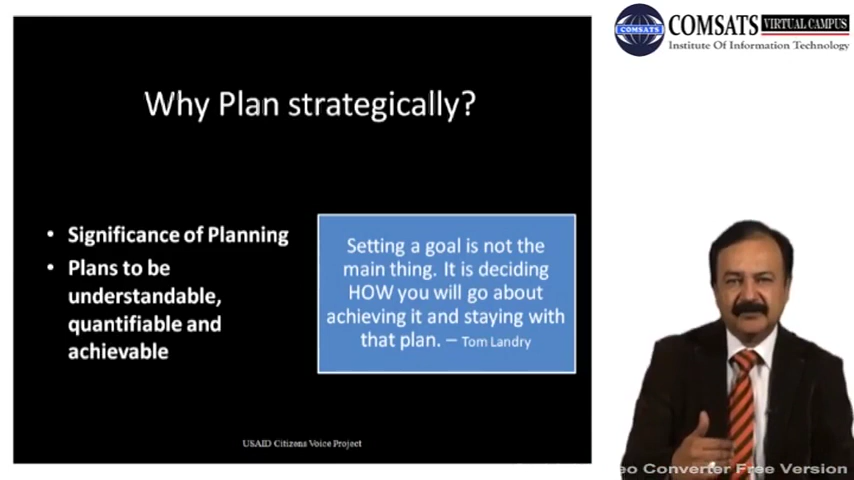 COMSATS VIRTUAL CAMPUS
COMSATS
Institute Of Information Technology
Why Plan strategically?
• Significance of Planning
• Plans to be
understandable,
quantifiable and
achievable
Setting a goal is not the
main thing. It is deciding
HOW you will go about
achieving it and staying with
that plan. – Tom Landry
USAID Citizens Voice Project
eo Converter Free Version